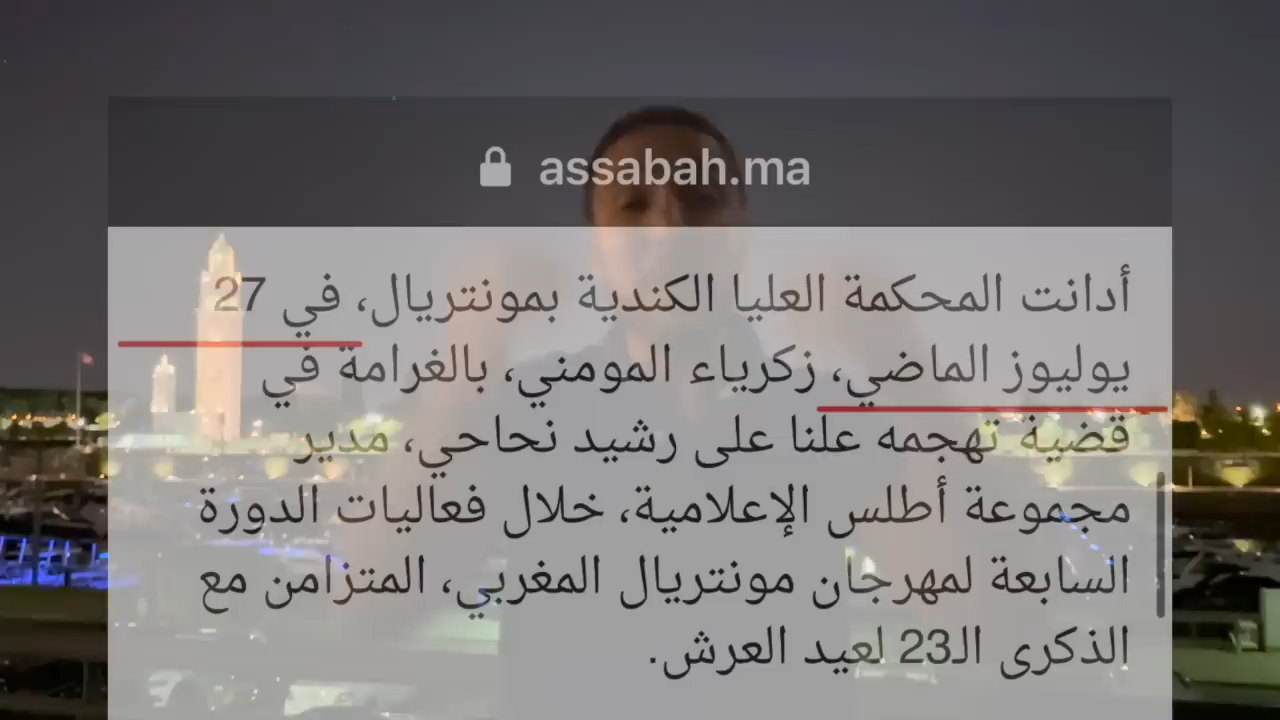 assabah.ma
أدانت المحكمة العليا الكندية بمونتريال، في 27
يوليوز الماضي، زكرياء المومني، بالغرامة في
قضية تهجمه علنا على رشيد نحاحي، مدير
مجموعة أطلس الإعلامية، خلال فعاليات الدورة
السابعة لمهرجان مونتريال المغربي، المتزامن مع
الذكرى الـ23 لعيد العرش.